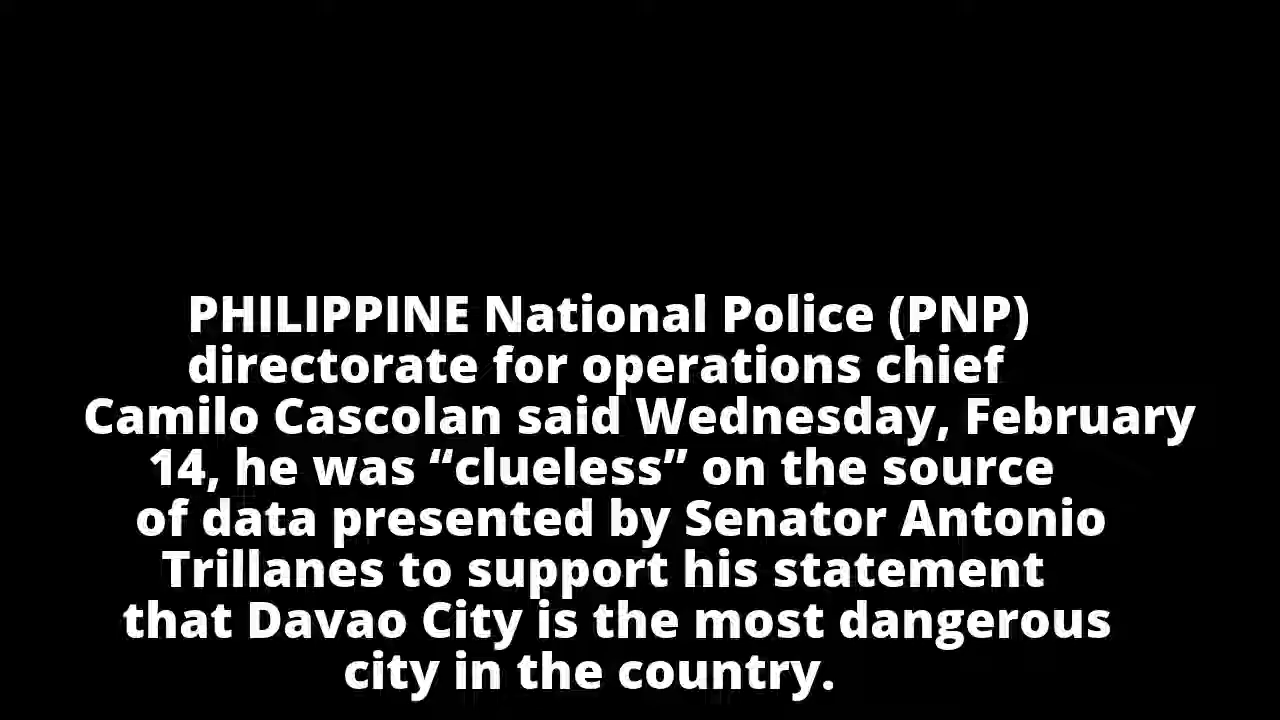 PHILIPPINE National Police (PNP)
directorate for operations chief
Camilo Cascolan said Wednesday, February
14, he was “clueless” on the source
of data presented by Senator Antonio
Trillanes to support his statement
that Davao City is the most dangerous
city in the country.